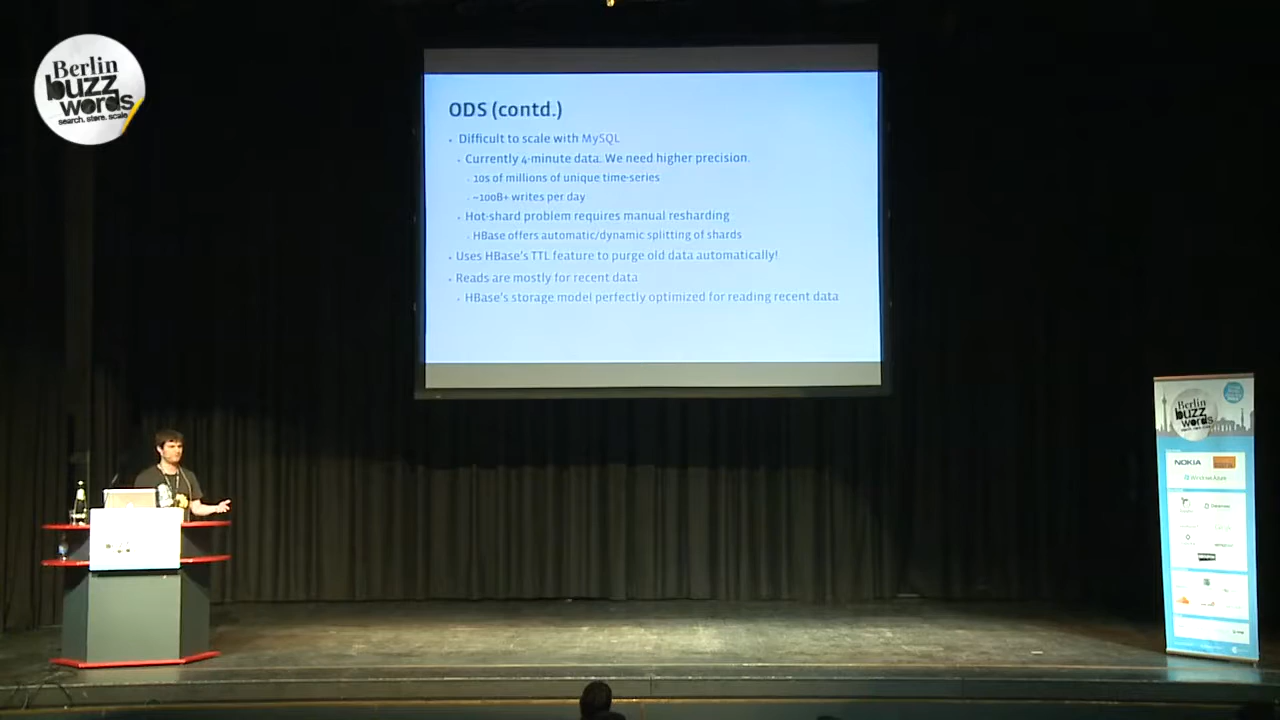 Berlin
buzz
words
search. store. scale
ODS (contd.)
• Difficult to scale with MySQL
• Currently 4-minute data. We need higher precision.
• 10s of millions of unique time-series
• ~100B+ writes per day
• Hot-shard problem requires manual resharding
• HBase offers automatic/dynamic splitting of shards
• Uses HBase's TTL feature to purge old data automatically!
• Reads are mostly for recent data
• HBase's storage model perfectly optimized for reading recent data
Berlin
buzz
words
NOKIA
Windows Azure